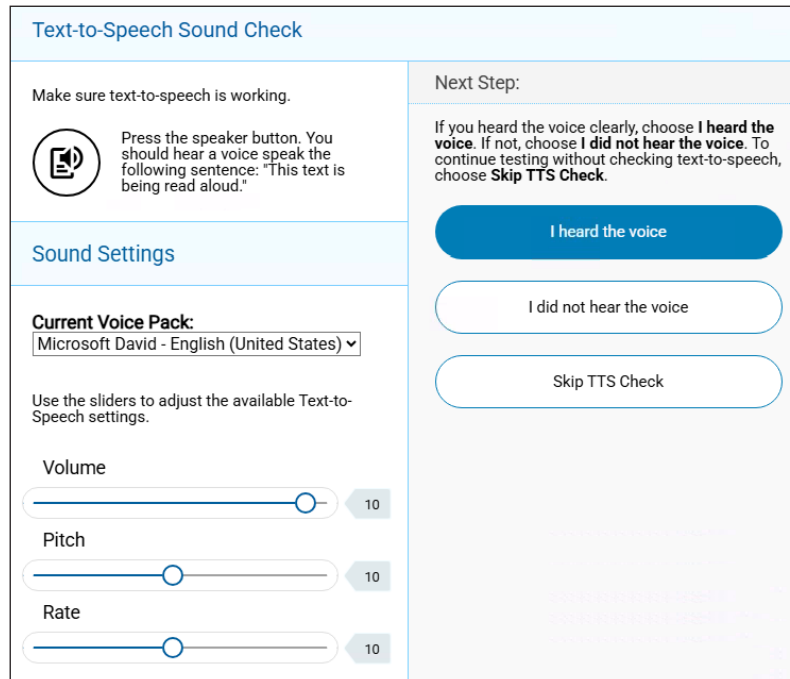 Text-to-Speech Sound Check
Make sure text-to-speech is working.
Press the speaker button. You
should hear a voice speak the
following sentence: "This text is
being read aloud."
Sound Settings
Current Voice Pack:
Microsoft David - English (United States)
Use the sliders to adjust the available Text-to-
Speech settings.
Volume
10
Pitch
10
Rate
10
Next Step:
If you heard the voice clearly, choose I heard the
voice. If not, choose I did not hear the voice. To
continue testing without checking text-to-speech,
choose Skip TTS Check.
I heard the voice
I did not hear the voice
Skip TTS Check